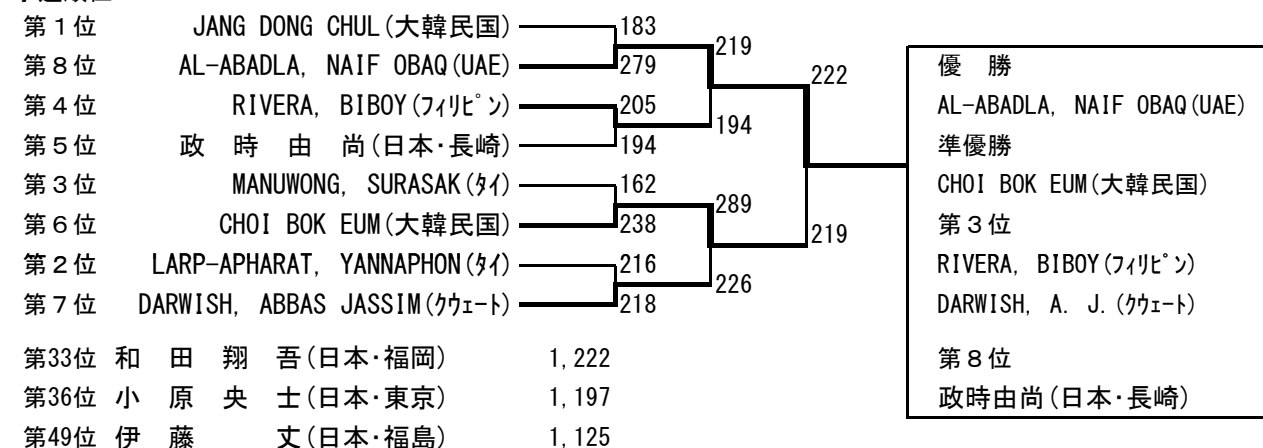 第１位 JANG DONG CHUL(大韓民国) 183
219
第８位 AL-ABADLA, NAIF OBAQ(UAE) 279
222
第４位 RIVERA, BIBOY(ﾌｨﾘﾋﾟﾝ) 205
194
第５位 政 時 由 尚(日本・長崎) 194
第３位 MANUWONG, SURASAK(ﾀｲ) 162
289
第６位 CHOI BOK EUM(大韓民国) 238
219
第２位 LARP-APHARAT, YANNAPHON(ﾀｲ) 216
226
第７位 DARWISH, ABBAS JASSIM(ｸｳｪｰﾄ) 218
優 勝
AL-ABADLA, NAIF OBAQ(UAE)
準優勝
CHOI BOK EUM(大韓民国)
第３位
RIVERA, BIBOY(ﾌｨﾘﾋﾟﾝ)
DARWISH, A. J.(ｸｳｪｰﾄ)
第８位
政時由尚(日本・長崎)
第33位 和 田 翔 吾(日本・福岡) 1,222
第36位 小 原 央 士(日本・東京) 1,197
第49位 伊 藤 丈(日本・福島) 1,125